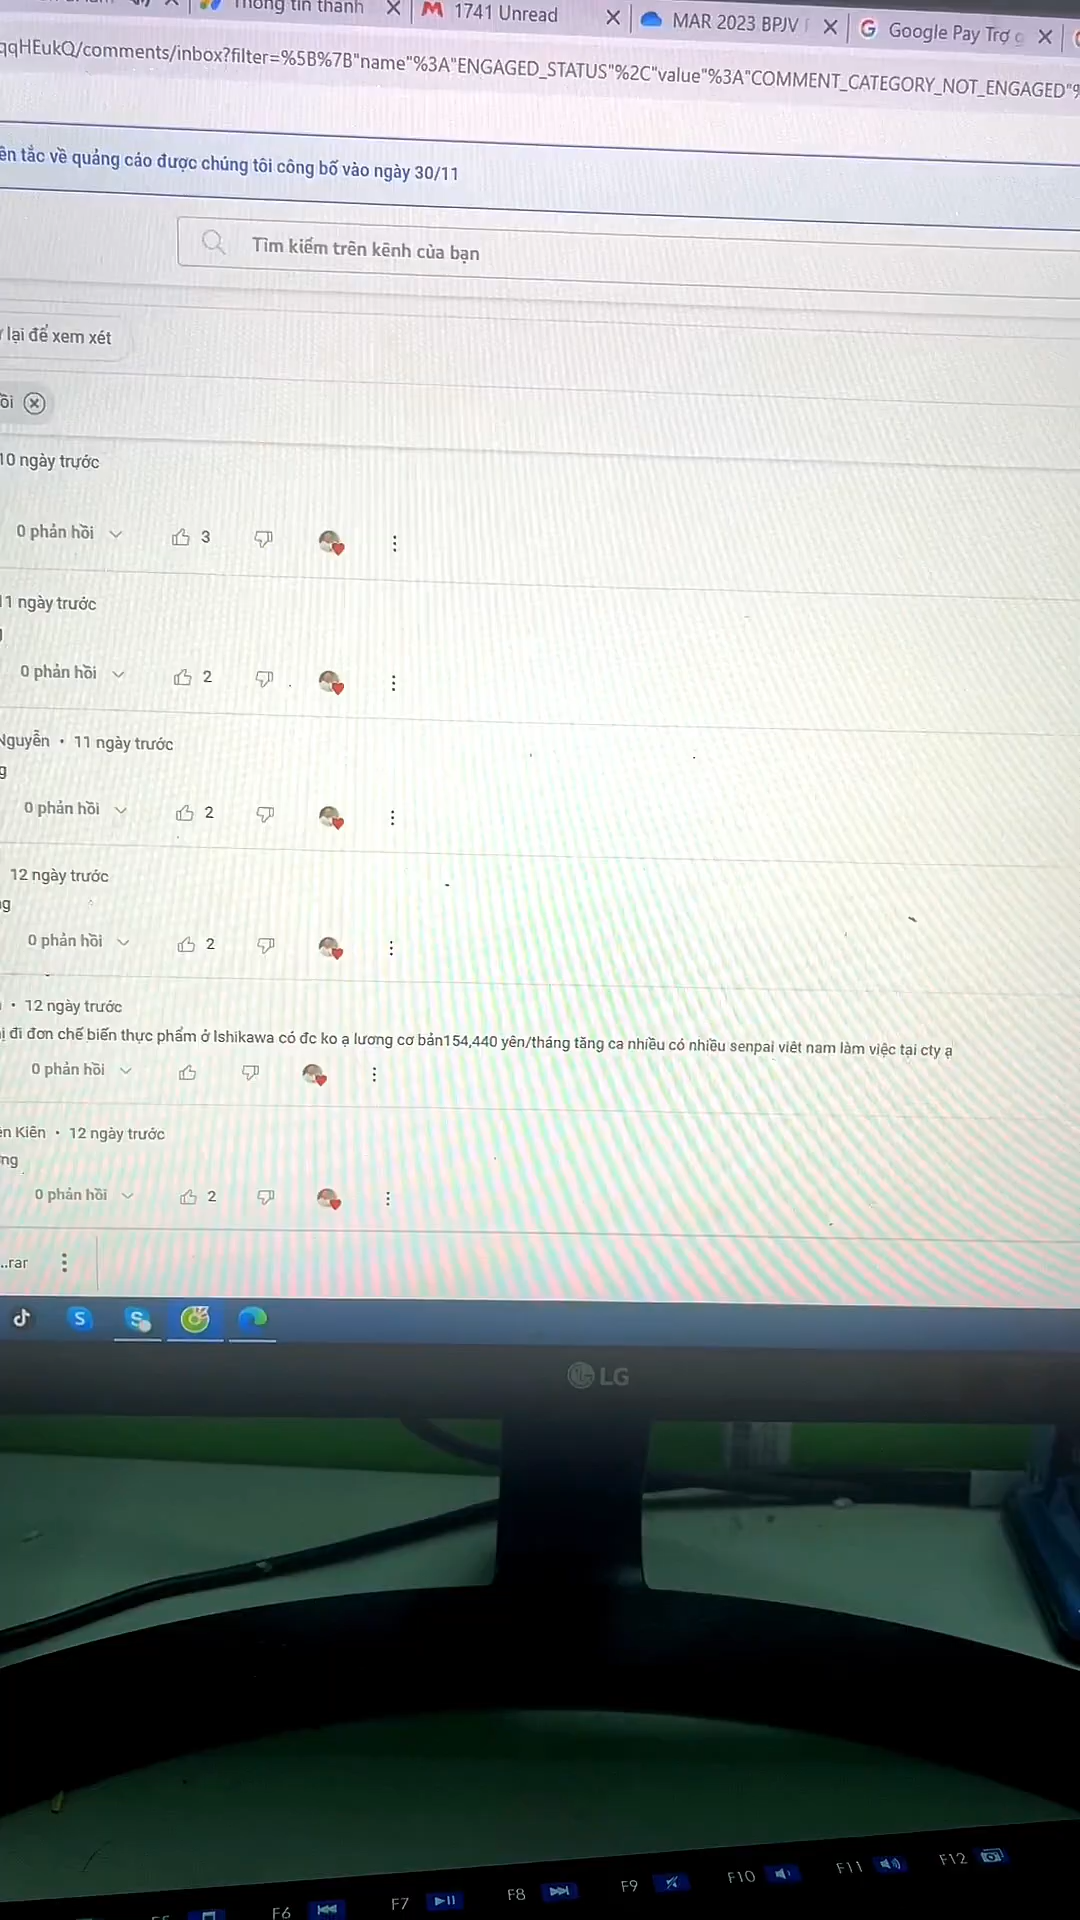 Thông tin thanh
1741 Unread
MAR 2023 BPJV
Google Pay Trợ g
qqHEukQ/comments/inbox?filter=%5B%7B"name"%3A"ENGAGED_STATUS"%2C"value"%3A"COMMENT_CATEGORY_NOT_ENGAGED"%
ên tắc về quảng cáo được chúng tôi công bố vào ngày 30/11
Tìm kiếm trên kênh của bạn
lại để xem xét
ồi
10 ngày trước
0 phản hồi
3
11 ngày trước
0 phản hồi
2
Nguyễn • 11 ngày trước
g
0 phản hồi
2
12 ngày trước
ng
0 phản hồi
2
• 12 ngày trước
ị đi đơn chế biến thực phẩm ở Ishikawa có đc ko ạ lương cơ bản154,440 yên/tháng tăng ca nhiều có nhiều senpai viêt nam làm việc tại cty ạ
0 phản hồi
ên Kiên • 12 ngày trước
ng
0 phản hồi
2
...rar
LG
F6
F7
F8
F9
F10
F11
F12